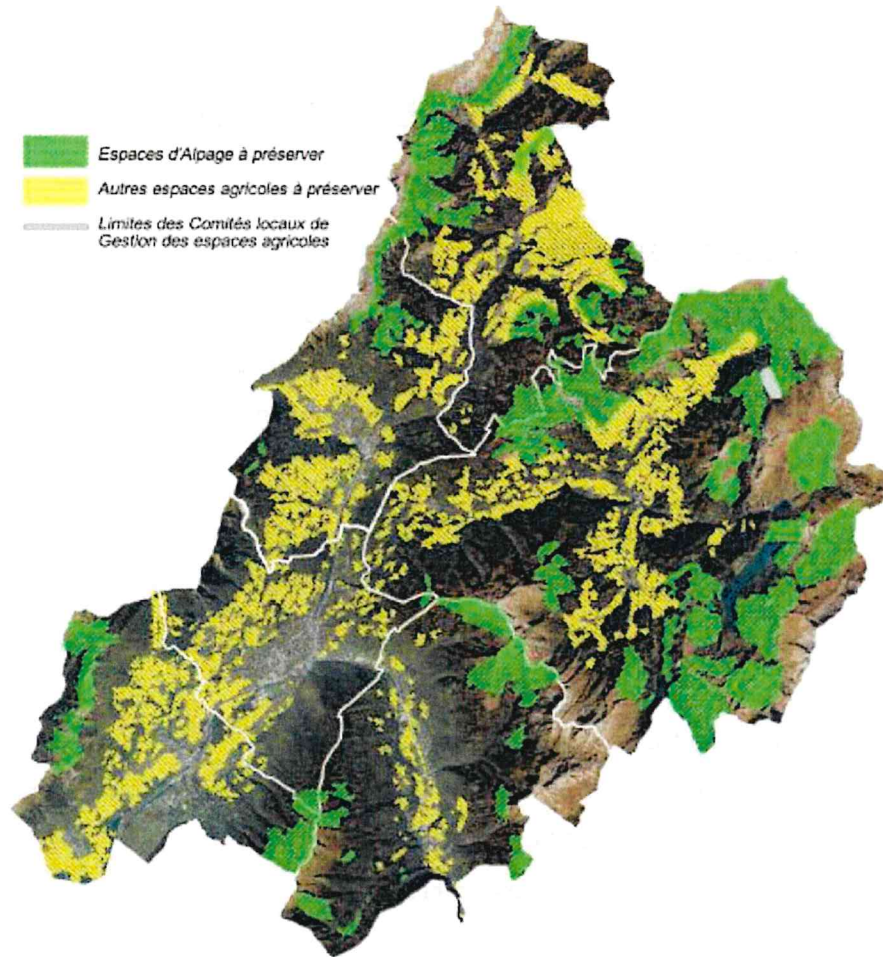 Espaces d'Alpage à préserver
Autres espaces agricoles à préserver
Limites des Comités locaux de
Gestion des espaces agricoles